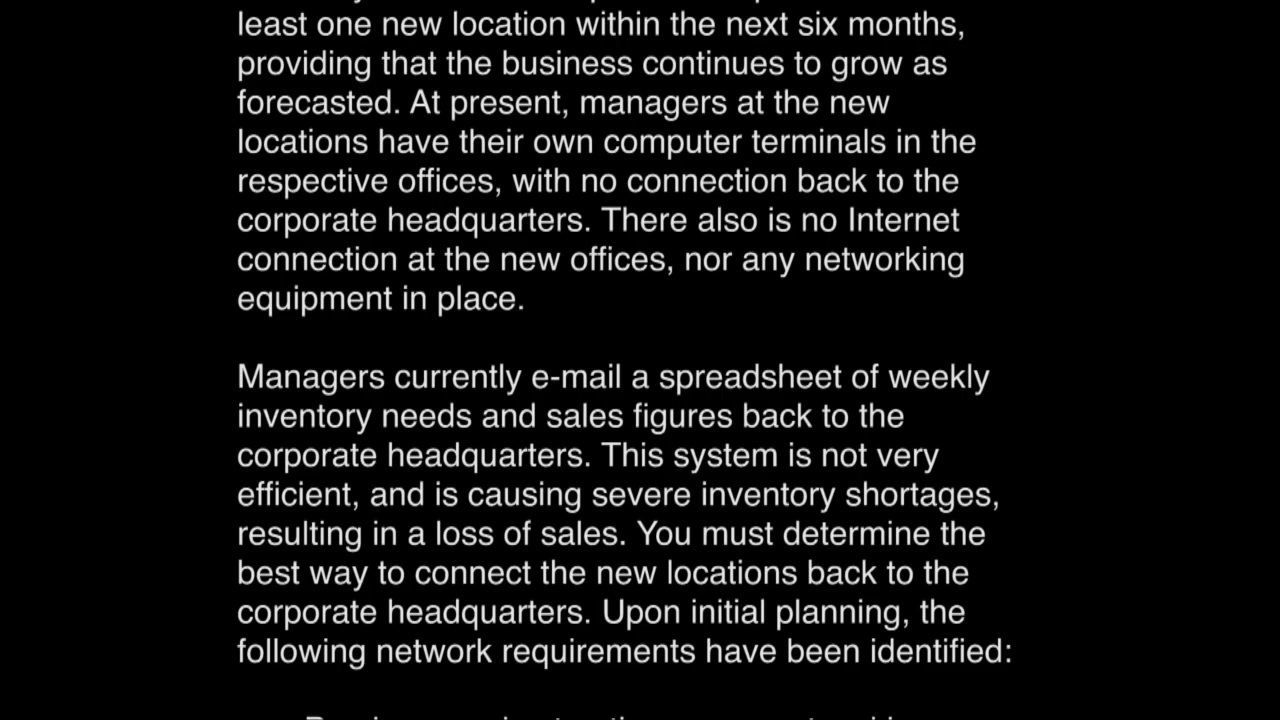 least one new location within the next six months,
providing that the business continues to grow as
forecasted. At present, managers at the new
locations have their own computer terminals in the
respective offices, with no connection back to the
corporate headquarters. There also is no Internet
connection at the new offices, nor any networking
equipment in place.
Managers currently e-mail a spreadsheet of weekly
inventory needs and sales figures back to the
corporate headquarters. This system is not very
efficient, and is causing severe inventory shortages,
resulting in a loss of sales. You must determine the
best way to connect the new locations back to the
corporate headquarters. Upon initial planning, the
following network requirements have been identified: